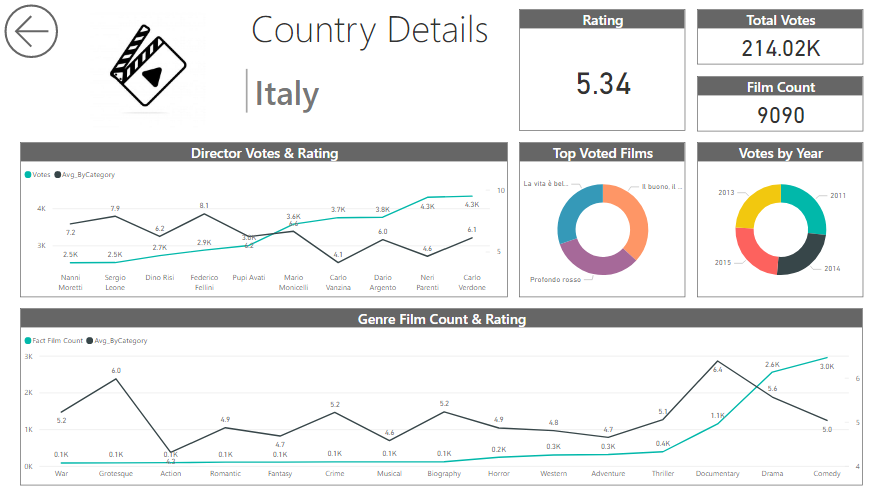 Country Details
Italy
Rating
5.34
Total Votes
214.02K
Film Count
9090
Director Votes & Rating
Votes Avg_ByCategory
4K
3K
10
5
2.5K 2.5K 2.7K 2.9K 3.0K 3.6K 3.7K 3.8K 4.3K 4.3K
7.2 7.9 6.2 8.1 6.2 6.6 4.1 6.0 4.6 6.1
Nanni Moretti
Sergio Leone
Dino Risi
Federico Fellini
Pupi Avati
Mario Monicelli
Carlo Vanzina
Dario Argento
Neri Parenti
Carlo Verdone
Top Voted Films
La vita è bel...
Il buono, il ...
Profondo rosso
Votes by Year
2013
2011
2015
2014
Genre Film Count & Rating
Fact Film Count Avg_ByCategory
3K
2K
1K
0K
6
5
4
5.2 6.0 4.2 4.9 4.7 5.2 4.6 5.2 4.9 4.8 4.7 5.1 6.4 5.6 5.0
0.1K 0.1K 0.1K 0.1K 0.1K 0.1K 0.1K 0.1K 0.2K 0.3K 0.3K 0.4K 1.1K 2.6K 3.0K
War Grotesque Action Romantic Fantasy Crime Musical Biography Horror Western Adventure Thriller Documentary Drama Comedy